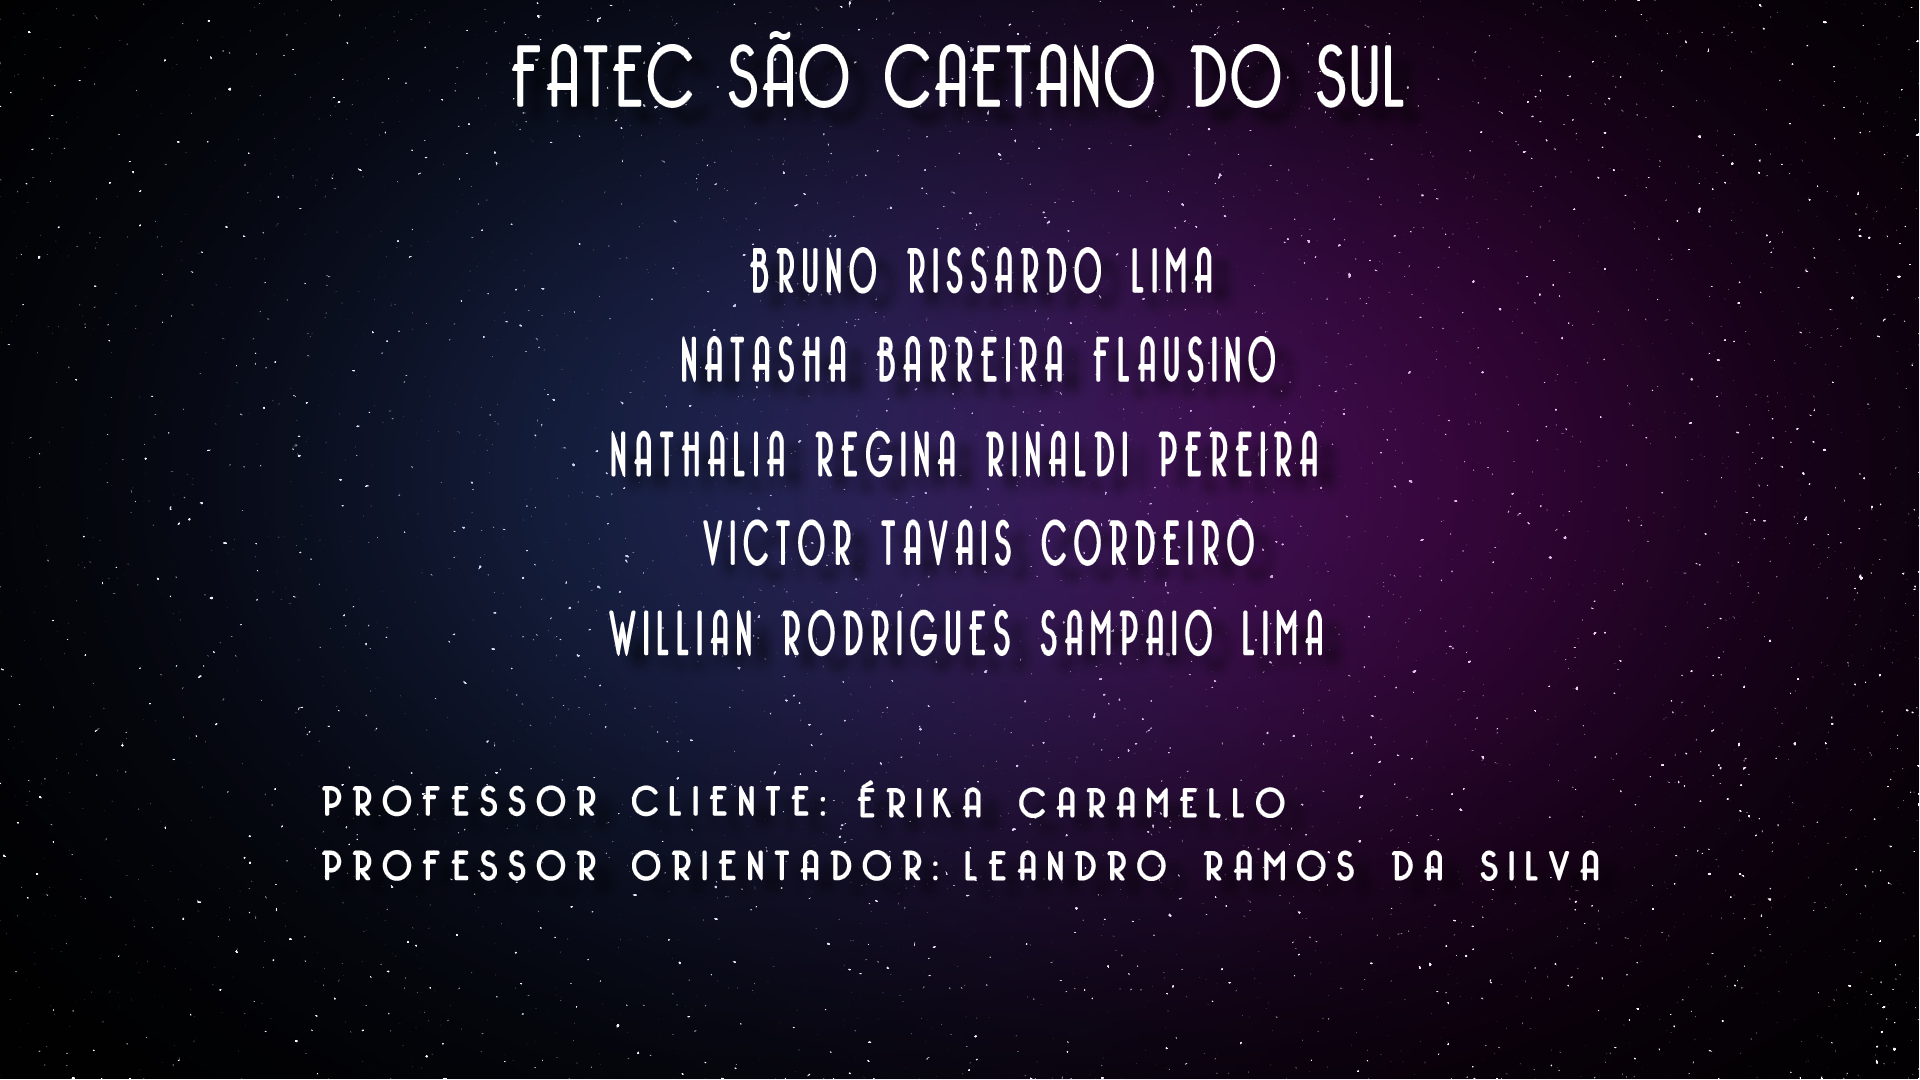 FATEC SÃO CAETANO DO SUL
BRUNO RISSARDO LIMA
NATASHA BARREIRA FLAUSINO
NATHALIA REGINA RINALDI PEREIRA
VICTOR TAVAIS CORDEIRO
WILLIAN RODRIGUES SAMPAIO LIMA
PROFESSOR CLIENTE: ÉRIKA CARAMELLO
PROFESSOR ORIENTADOR: LEANDRO RAMOS DA SILVA